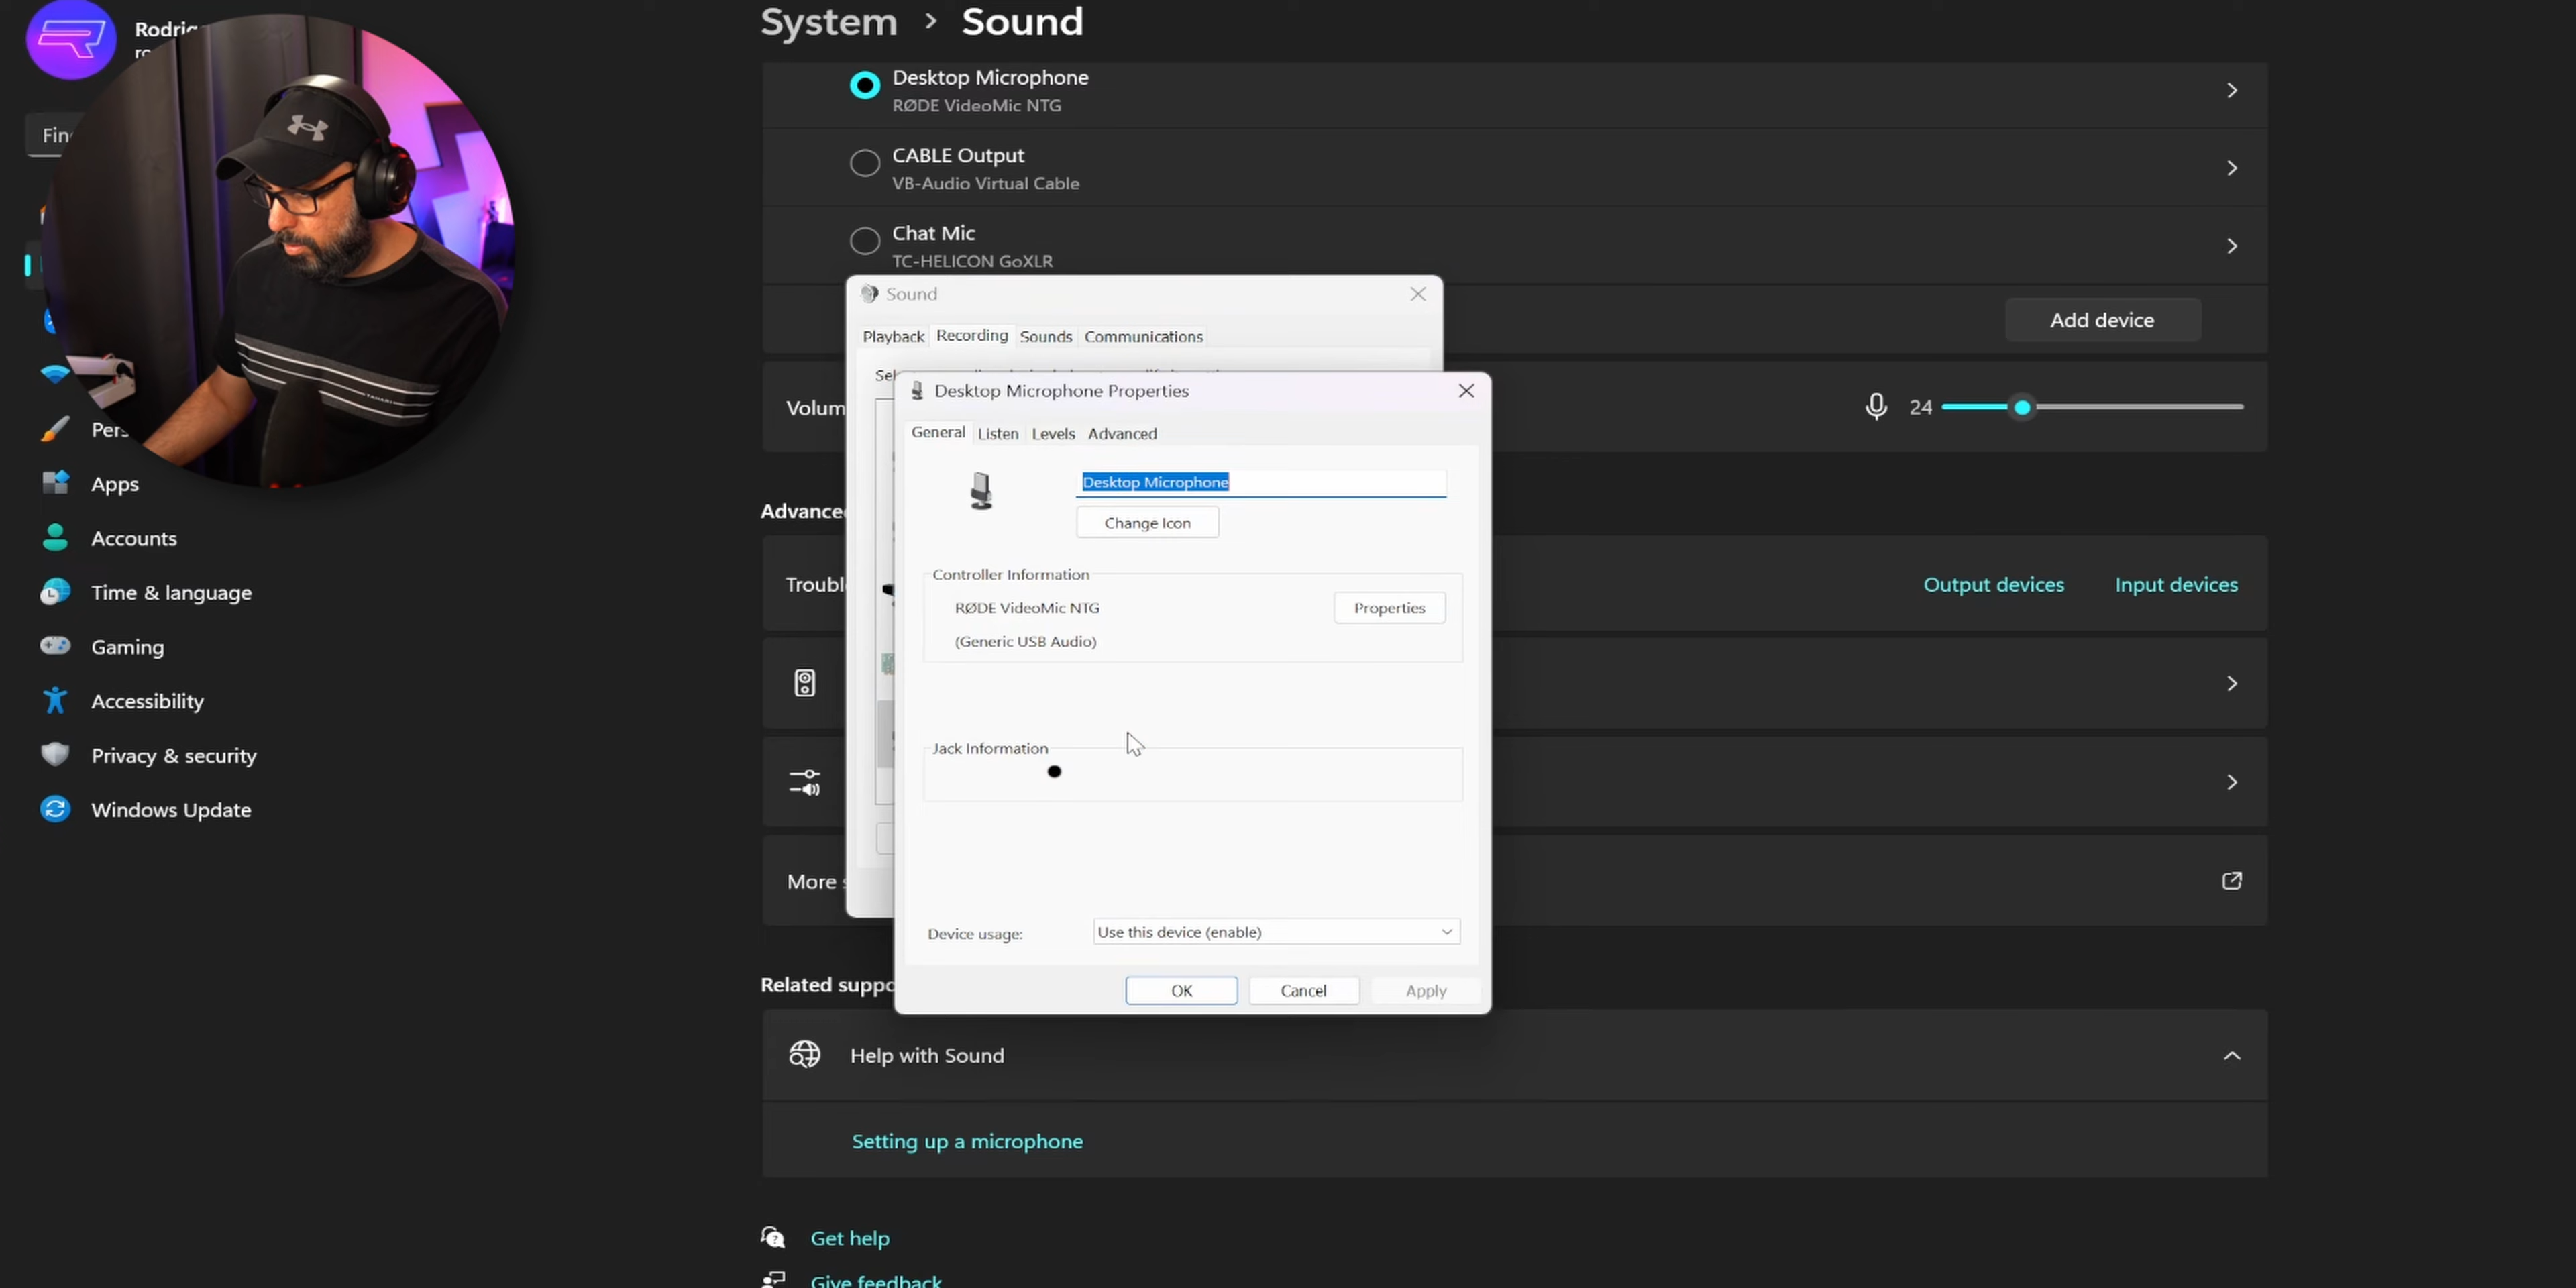 System > Sound
Desktop Microphone
RØDE VideoMic NTG
CABLE Output
VB-Audio Virtual Cable
Chat Mic
TC-HELICON GoXLR
Add device
24
Output devices
Input devices
Help with Sound
Setting up a microphone
Get help
Give feedback
Apps
Accounts
Time & language
Gaming
Accessibility
Privacy & security
Windows Update
Sound
Playback Recording Sounds Communications
Desktop Microphone Properties
General Listen Levels Advanced
Desktop Microphone
Change Icon
Controller Information
RØDE VideoMic NTG
Properties
(Generic USB Audio)
Jack Information
Device usage:
Use this device (enable)
OK
Cancel
Apply
More